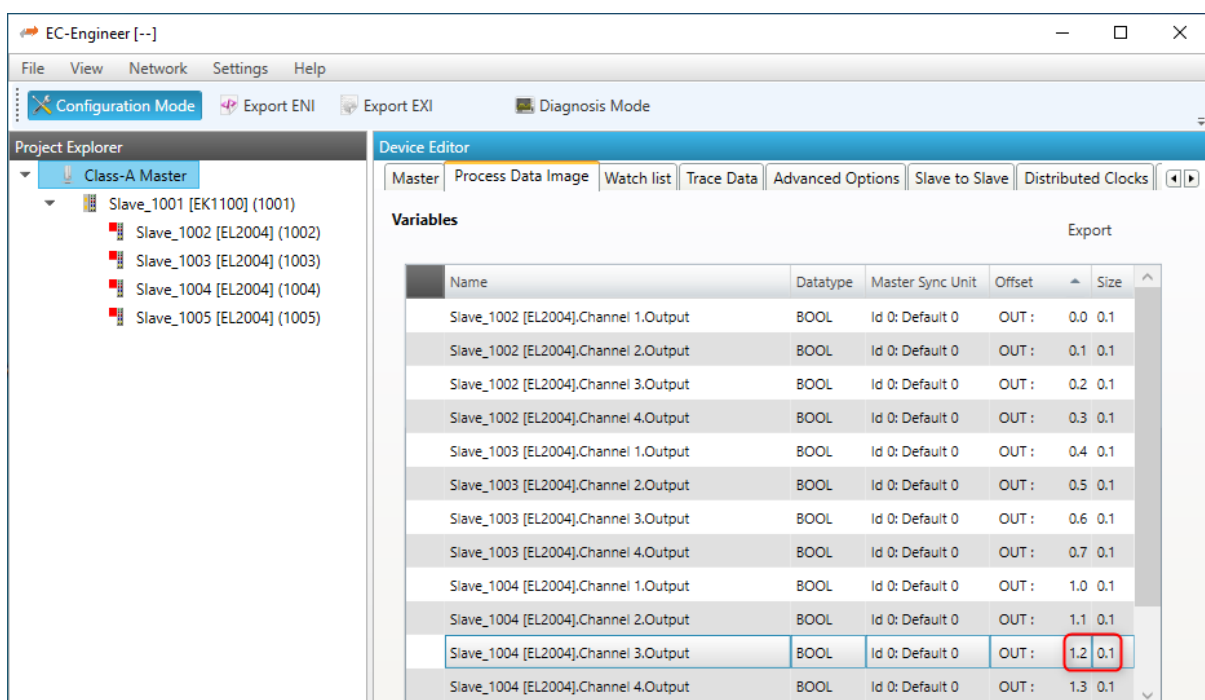 EC-Engineer [--]
File View Network Settings Help
Configuration Mode Export ENI Export EXI Diagnosis Mode
Project Explorer
Class-A Master
Slave_1001 [EK1100] (1001)
Slave_1002 [EL2004] (1002)
Slave_1003 [EL2004] (1003)
Slave_1004 [EL2004] (1004)
Slave_1005 [EL2004] (1005)
Device Editor
Master Process Data Image Watch list Trace Data Advanced Options Slave to Slave Distributed Clocks
Variables
Export
Name Datatype Master Sync Unit Offset Size
Slave_1002 [EL2004].Channel 1.Output BOOL Id 0: Default 0 OUT : 0.0 0.1
Slave_1002 [EL2004].Channel 2.Output BOOL Id 0: Default 0 OUT : 0.1 0.1
Slave_1002 [EL2004].Channel 3.Output BOOL Id 0: Default 0 OUT : 0.2 0.1
Slave_1002 [EL2004].Channel 4.Output BOOL Id 0: Default 0 OUT : 0.3 0.1
Slave_1003 [EL2004].Channel 1.Output BOOL Id 0: Default 0 OUT : 0.4 0.1
Slave_1003 [EL2004].Channel 2.Output BOOL Id 0: Default 0 OUT : 0.5 0.1
Slave_1003 [EL2004].Channel 3.Output BOOL Id 0: Default 0 OUT : 0.6 0.1
Slave_1003 [EL2004].Channel 4.Output BOOL Id 0: Default 0 OUT : 0.7 0.1
Slave_1004 [EL2004].Channel 1.Output BOOL Id 0: Default 0 OUT : 1.0 0.1
Slave_1004 [EL2004].Channel 2.Output BOOL Id 0: Default 0 OUT : 1.1 0.1
Slave_1004 [EL2004].Channel 3.Output BOOL Id 0: Default 0 OUT : 1.2 0.1
Slave_1004 [EL2004].Channel 4.Output BOOL Id 0: Default 0 OUT : 1.3 0.1